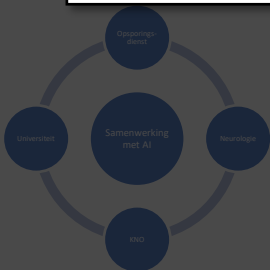 Opsporings-
dienst
Universiteit
Samenwerking
met AI
Neurologie
KNO